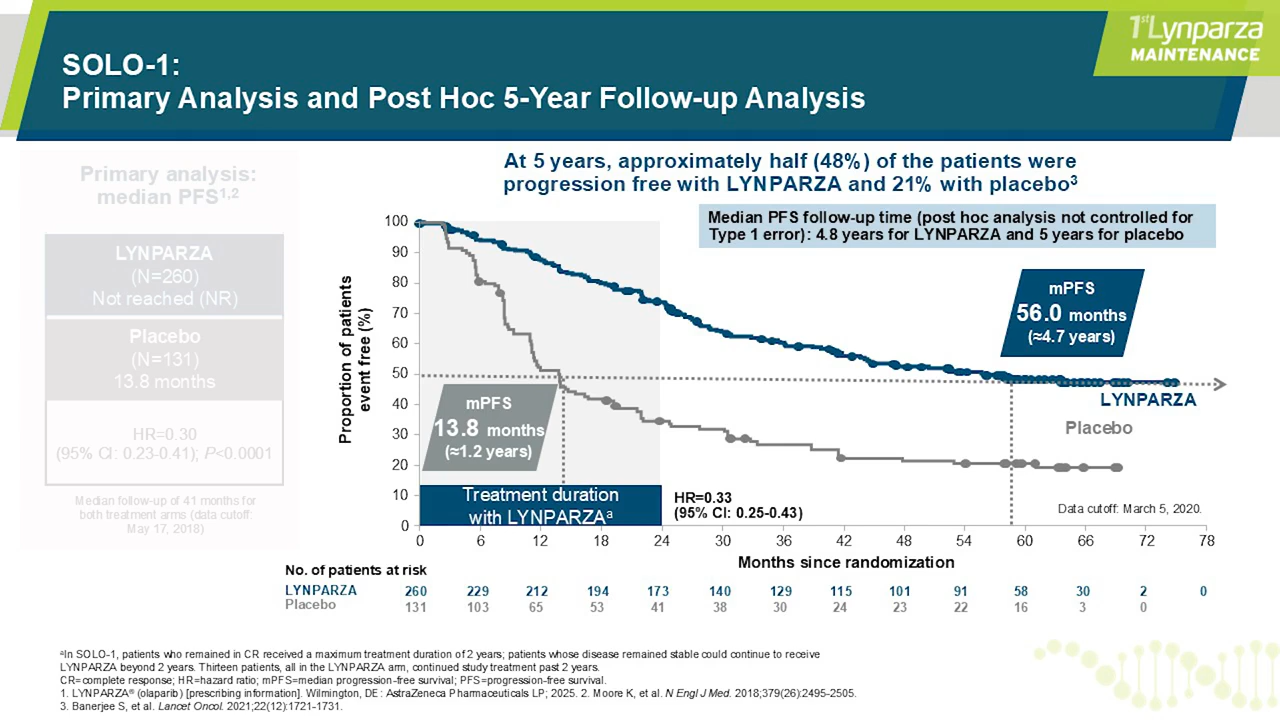 1st Lynparza
MAINTENANCE
SOLO-1:
Primary Analysis and Post Hoc 5-Year Follow-up Analysis
Primary analysis:
median PFS1,2
LYNPARZA
(N=260)
Not reached (NR)
Placebo
(N=131)
13.8 months
HR=0.30
(95% CI: 0.23-0.41); P<0.0001
Median follow-up of 41 months for
both treatment arms (data cutoff:
May 17, 2018)
At 5 years, approximately half (48%) of the patients were
progression free with LYNPARZA and 21% with placebo3
Median PFS follow-up time (post hoc analysis not controlled for
Type 1 error): 4.8 years for LYNPARZA and 5 years for placebo
Proportion of patients
event free (%)
100
90
80
70
60
50
40
30
20
10
0
mPFS
56.0 months
(≈4.7 years)
LYNPARZA
Placebo
mPFS
13.8 months
(≈1.2 years)
Treatment duration
with LYNPARZAa
HR=0.33
(95% CI: 0.25-0.43)
Data cutoff: March 5, 2020.
0 6 12 18 24 30 36 42 48 54 60 66 72 78
Months since randomization
No. of patients at risk
LYNPARZA 260 229 212 194 173 140 129 115 101 91 58 30 2 0
Placebo 131 103 65 53 41 38 30 24 23 22 16 3 0
aIn SOLO-1, patients who remained in CR received a maximum treatment duration of 2 years; patients whose disease remained stable could continue to receive
LYNPARZA beyond 2 years. Thirteen patients, all in the LYNPARZA arm, continued study treatment past 2 years.
CR=complete response; HR=hazard ratio; mPFS=median progression-free survival; PFS=progression-free survival.
1. LYNPARZA® (olaparib) [prescribing information]. Wilmington, DE: AstraZeneca Pharmaceuticals LP; 2025. 2. Moore K, et al. N Engl J Med. 2018;379(26):2495-2505.
3. Banerjee S, et al. Lancet Oncol. 2021;22(12):1721-1731.